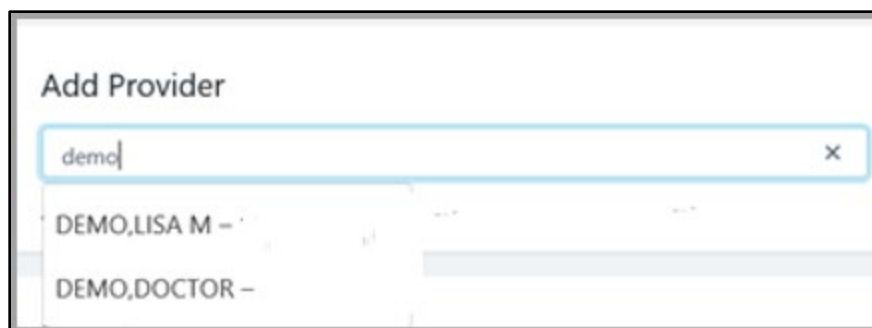 Add Provider
demo
DEMO,LISA M –
DEMO,DOCTOR –